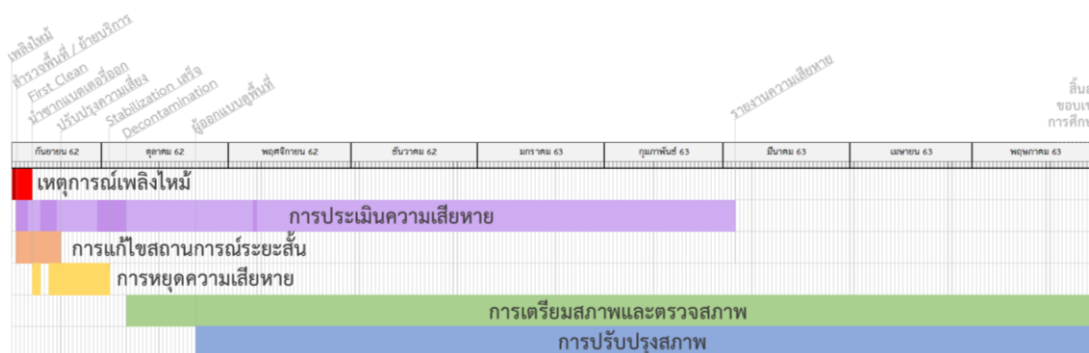 เพลิงไหม้
สำรวจพื้นที่ / ย้ายบริการ
First Clean
นำซากแบตเตอรี่ออก
ปรับปรุงความเสี่ยง
Stabilization เสร็จ
Decontamination
ผู้ออกแบบดูพื้นที่
รายงานความเสียหาย
ขอบเข
การศึกษ
กันยายน 62 ตุลาคม 62 พฤศจิกายน 62 ธันวาคม 62 มกราคม 63 กุมภาพันธ์ 63 มีนาคม 63 เมษายน 63 พฤษภาคม 63
เหตุการณ์เพลิงไหม้
การประเมินความเสียหาย
การแก้ไขสถานการณ์ระยะสั้น
การหยุดความเสียหาย
การเตรียมสภาพและตรวจสภาพ
การปรับปรุงสภาพ